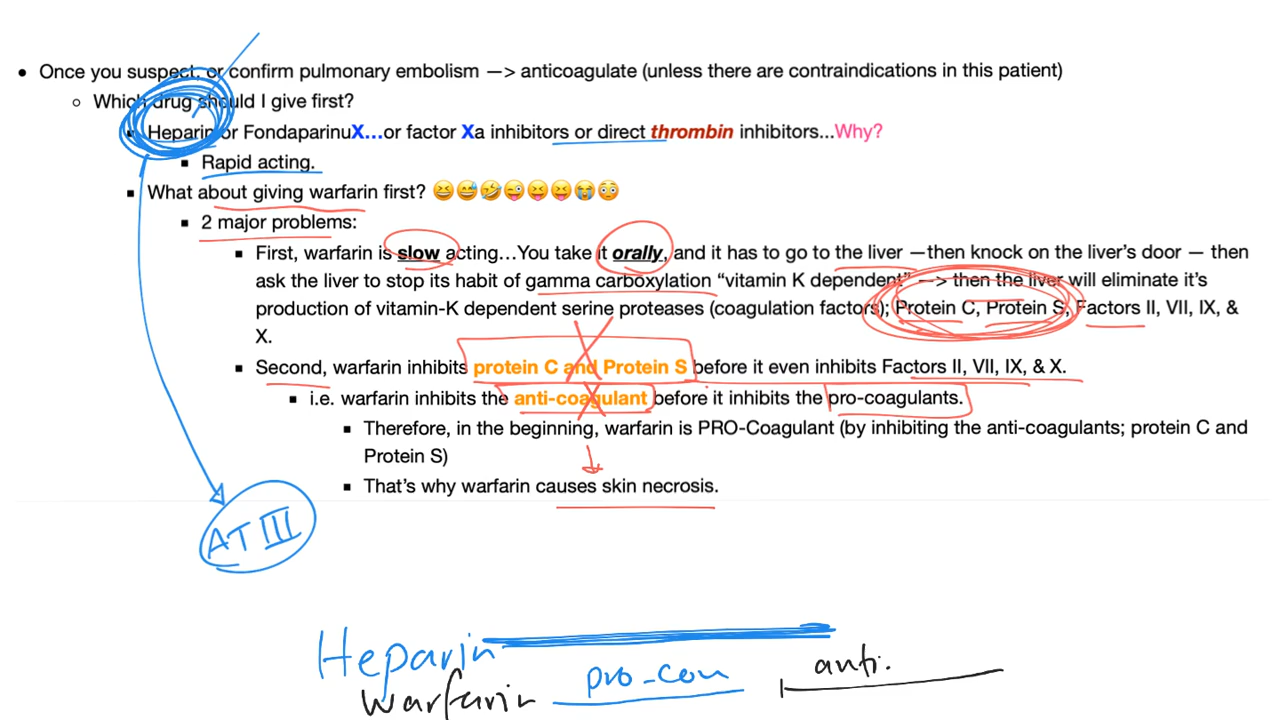 • Once you suspect, or confirm pulmonary embolism —> anticoagulate (unless there are contraindications in this patient)
○ Which drug should I give first?
▪ Heparin or FondaparinuX...or factor Xa inhibitors or direct thrombin inhibitors...Why?
▪ Rapid acting.
▪ What about giving warfarin first? 😆😅🤣😜😝😝😭😳
▪ 2 major problems:
▪ First, warfarin is slow acting...You take it orally, and it has to go to the liver —then knock on the liver's door — then
ask the liver to stop its habit of gamma carboxylation "vitamin K dependent" —> then the liver will eliminate it's
production of vitamin-K dependent serine proteases (coagulation factors); Protein C, Protein S, Factors II, VII, IX, &
X.
▪ Second, warfarin inhibits protein C and Protein S before it even inhibits Factors II, VII, IX, & X.
▪ i.e. warfarin inhibits the anti-coagulant before it inhibits the pro-coagulants.
▪ Therefore, in the beginning, warfarin is PRO-Coagulant (by inhibiting the anti-coagulants; protein C and
Protein S)
▪ That's why warfarin causes skin necrosis.
AT III
Heparin
warfarin pro-cou anti.